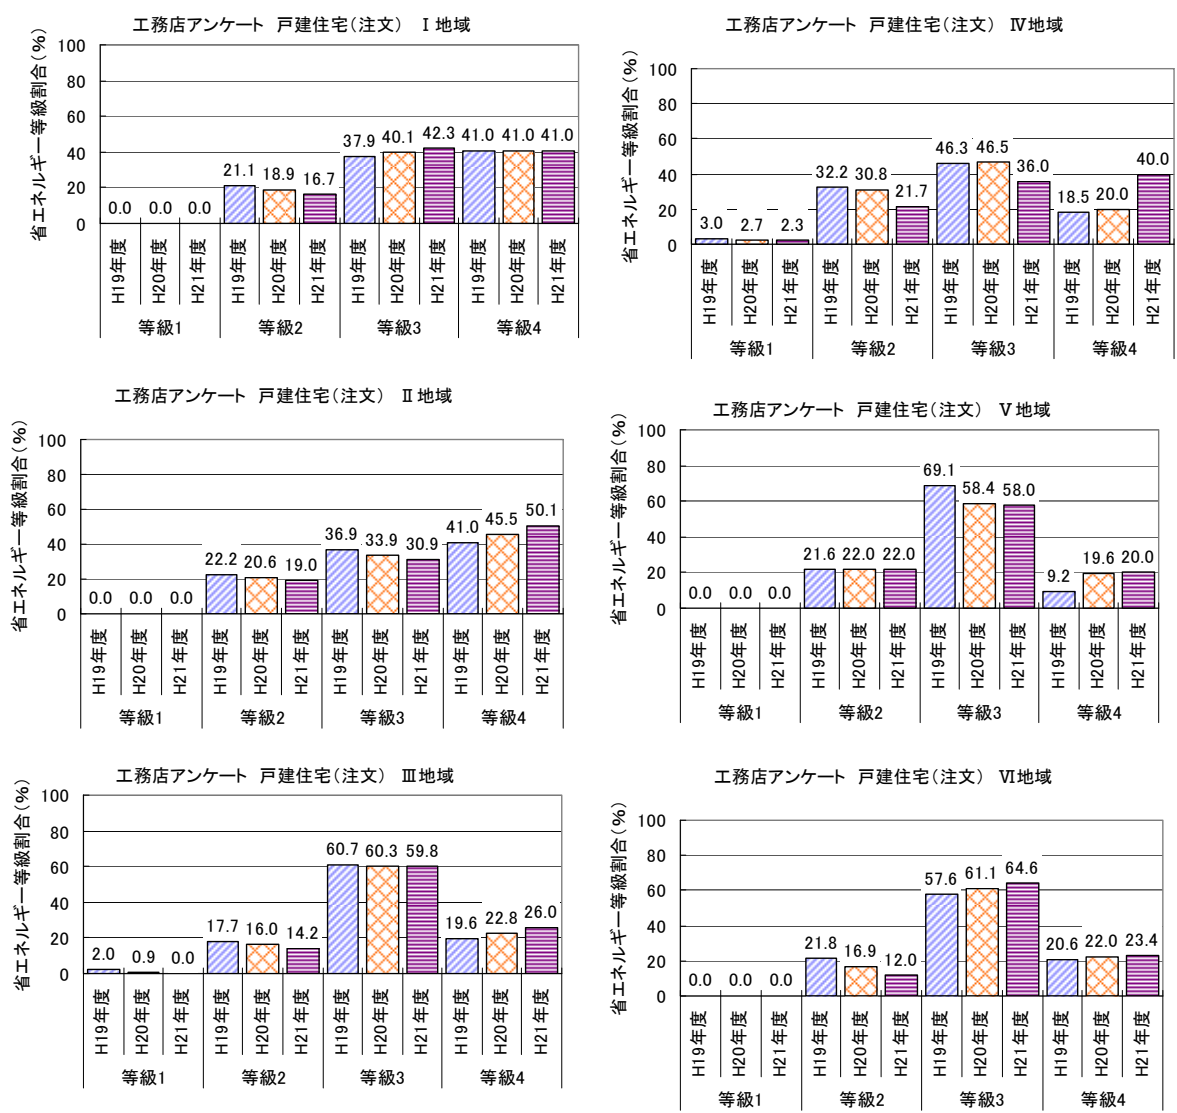 工務店アンケート　戸建住宅（注文）　Ⅰ地域
省エネルギー等級割合（％）
100
80
60
40
20
0
0.0 0.0 0.0 21.1 18.9 16.7 37.9 40.1 42.3 41.0 41.0 41.0
H19年度 H20年度 H21年度 H19年度 H20年度 H21年度 H19年度 H20年度 H21年度 H19年度 H20年度 H21年度
等級1 等級2 等級3 等級4
工務店アンケート　戸建住宅（注文）　Ⅱ地域
省エネルギー等級割合（％）
100
80
60
40
20
0
0.0 0.0 0.0 22.2 20.6 19.0 36.9 33.9 30.9 41.0 45.5 50.1
H19年度 H20年度 H21年度 H19年度 H20年度 H21年度 H19年度 H20年度 H21年度 H19年度 H20年度 H21年度
等級1 等級2 等級3 等級4
工務店アンケート　戸建住宅（注文）　Ⅲ地域
省エネルギー等級割合（％）
100
80
60
40
20
0
2.0 0.9 0.0 17.7 16.0 14.2 60.7 60.3 59.8 19.6 22.8 26.0
H19年度 H20年度 H21年度 H19年度 H20年度 H21年度 H19年度 H20年度 H21年度 H19年度 H20年度 H21年度
等級1 等級2 等級3 等級4
工務店アンケート　戸建住宅（注文）　Ⅳ地域
省エネルギー等級割合（％）
100
80
60
40
20
0
3.0 2.7 2.3 32.2 30.8 21.7 46.3 46.5 36.0 18.5 20.0 40.0
H19年度 H20年度 H21年度 H19年度 H20年度 H21年度 H19年度 H20年度 H21年度 H19年度 H20年度 H21年度
等級1 等級2 等級3 等級4
工務店アンケート　戸建住宅（注文）　Ⅴ地域
省エネルギー等級割合（％）
100
80
60
40
20
0
0.0 0.0 0.0 21.6 22.0 22.0 69.1 58.4 58.0 9.2 19.6 20.0
H19年度 H20年度 H21年度 H19年度 H20年度 H21年度 H19年度 H20年度 H21年度 H19年度 H20年度 H21年度
等級1 等級2 等級3 等級4
工務店アンケート　戸建住宅（注文）　Ⅵ地域
省エネルギー等級割合（％）
100
80
60
40
20
0
0.0 0.0 0.0 21.8 16.9 12.0 57.6 61.1 64.6 20.6 22.0 23.4
H19年度 H20年度 H21年度 H19年度 H20年度 H21年度 H19年度 H20年度 H21年度 H19年度 H20年度 H21年度
等級1 等級2 等級3 等級4